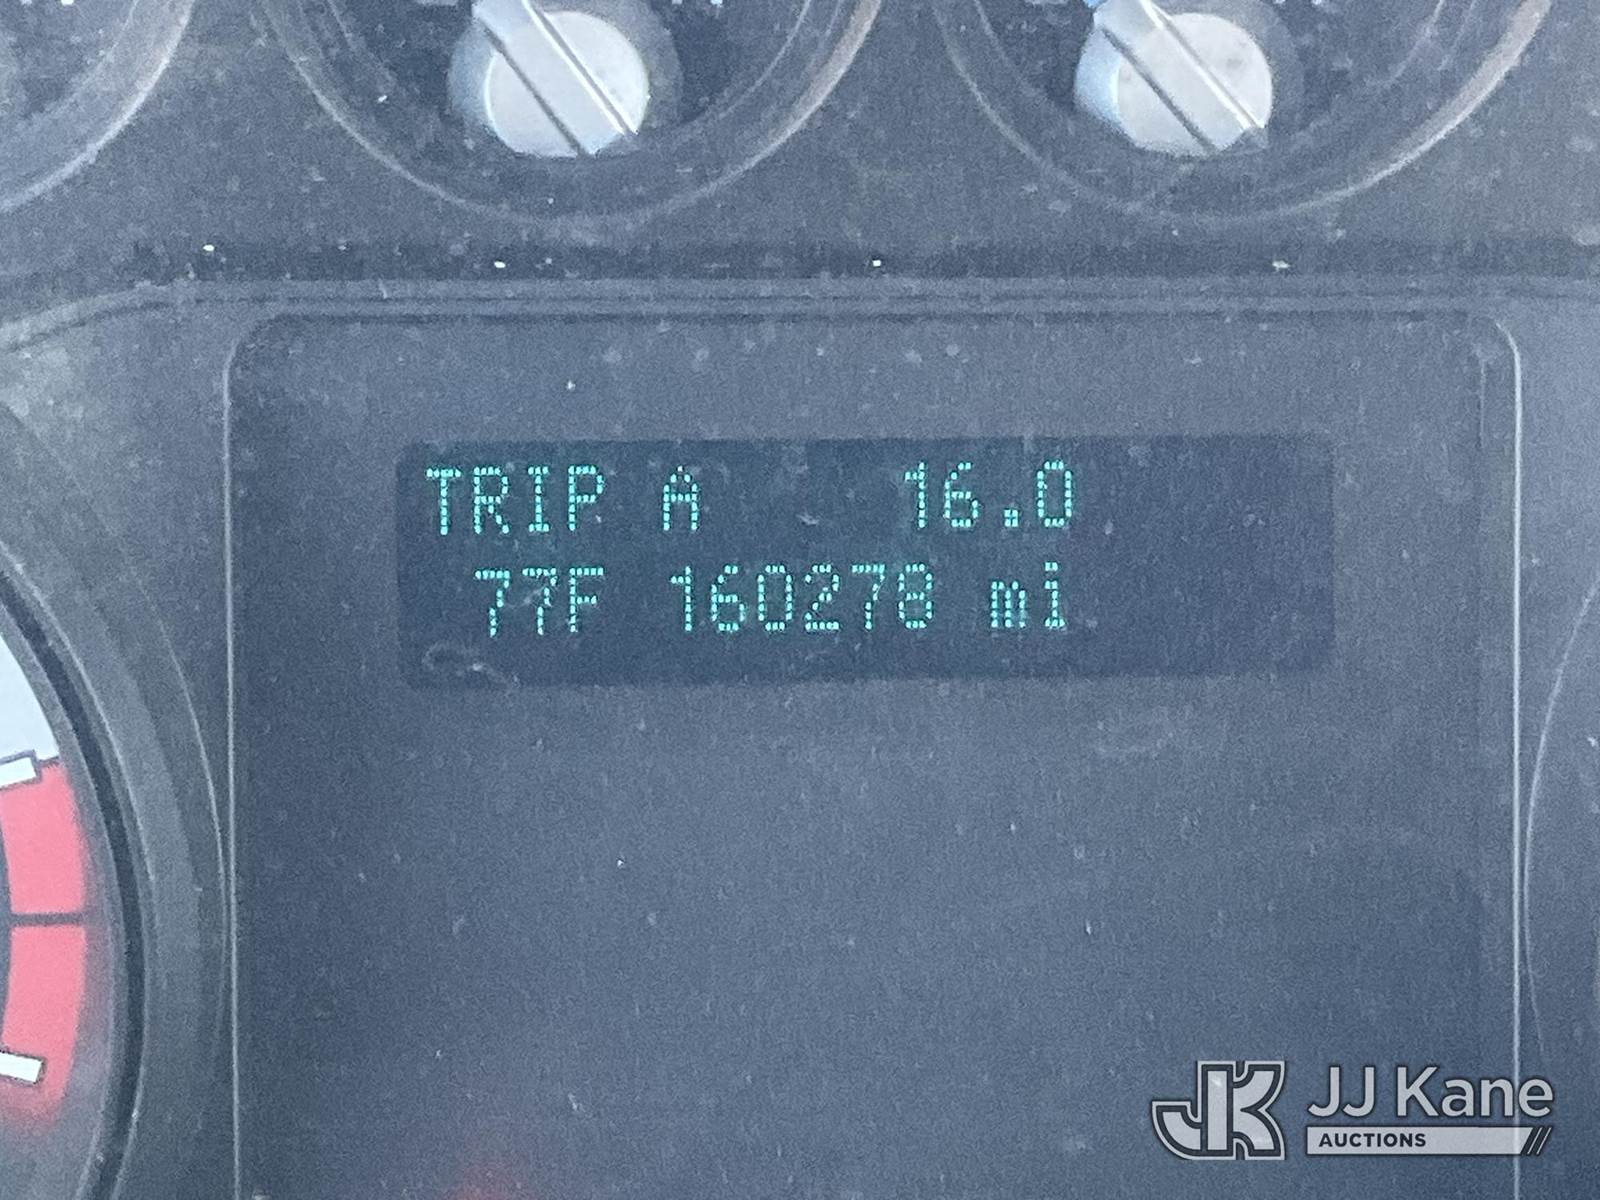 TRIP A 16.0
77F 160278 mi
JK JJ Kane
AUCTIONS